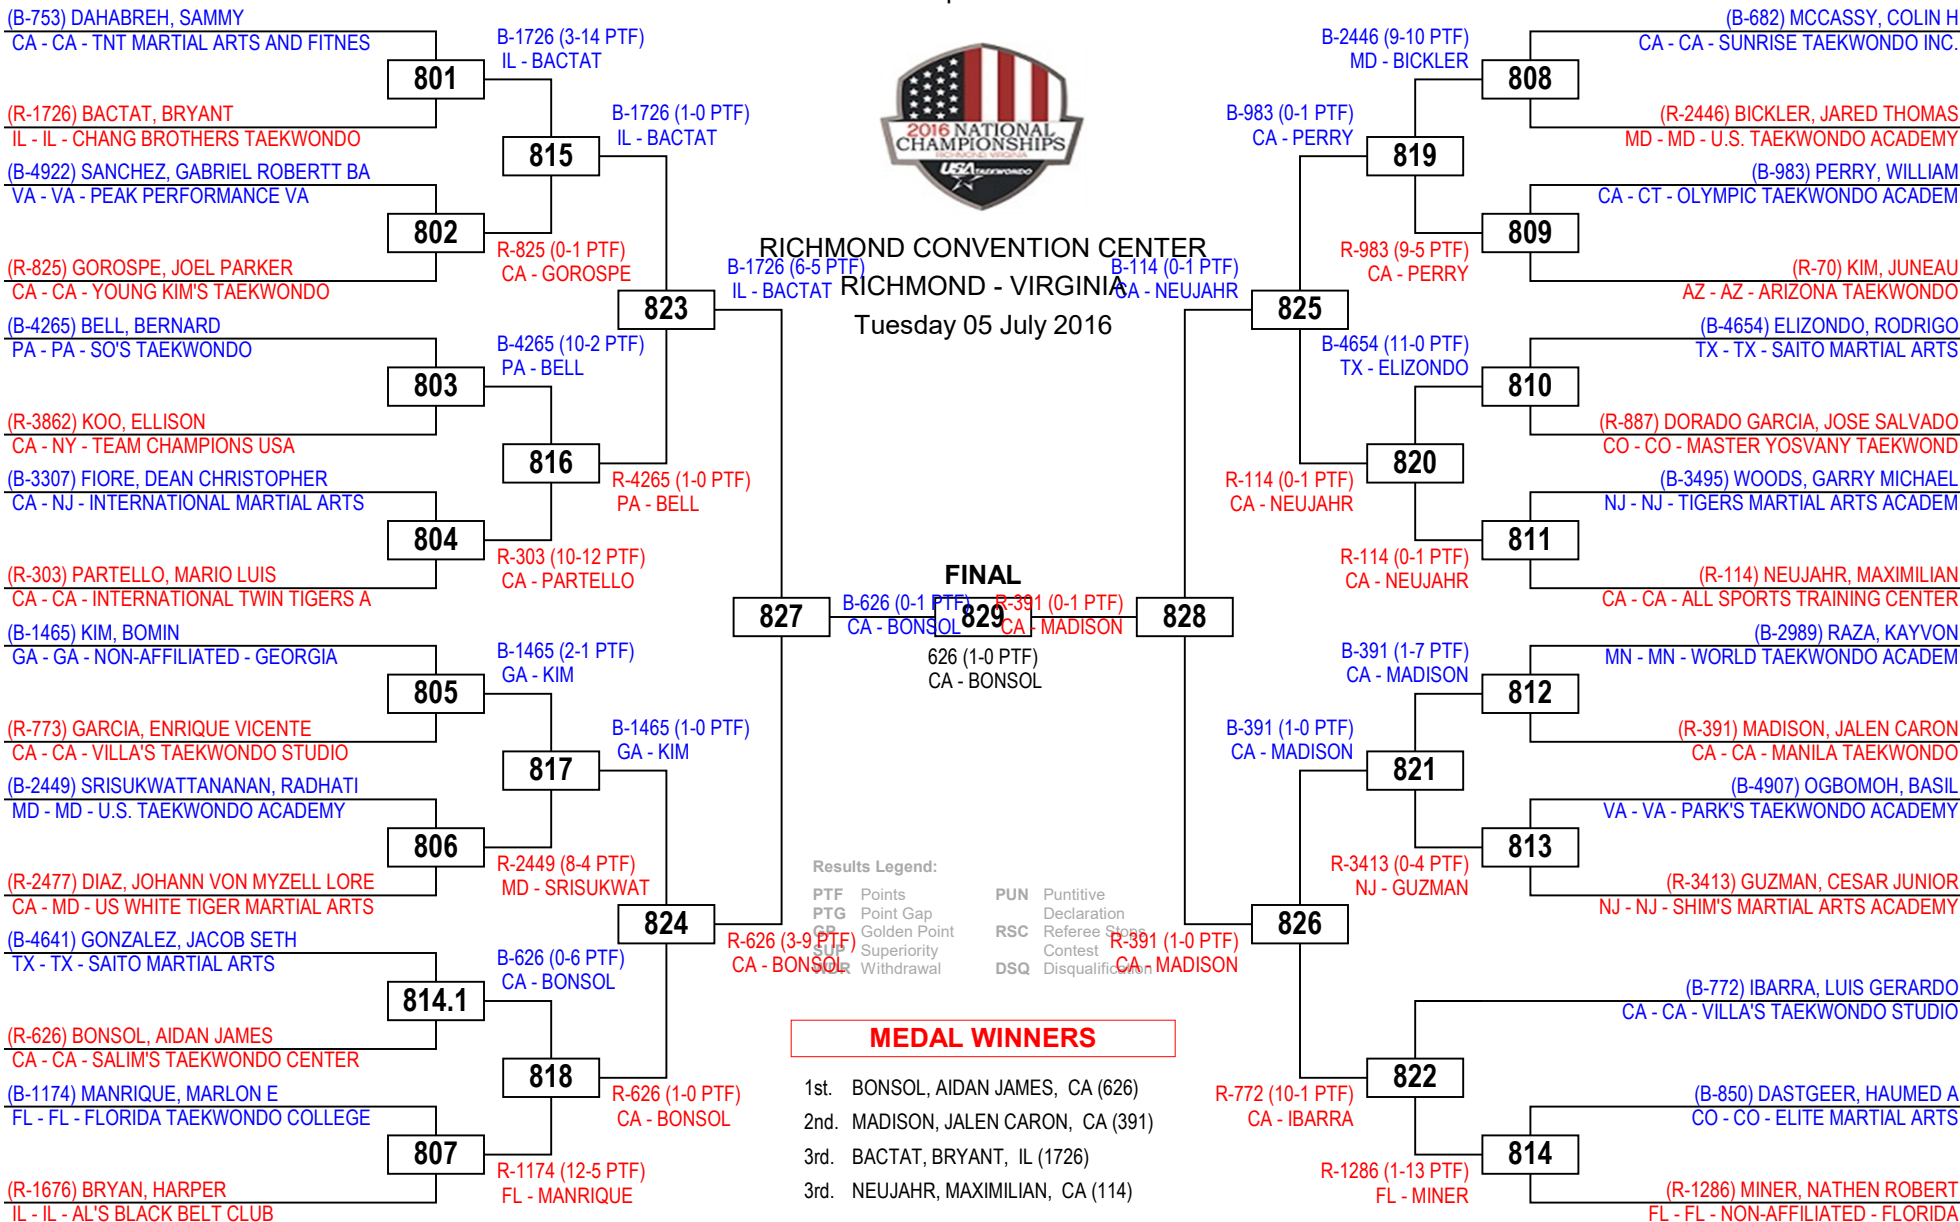 (B-753) DAHABREH, SAMMY
CA - CA - TNT MARTIAL ARTS AND FITNES
801
(R-1726) BACTAT, BRYANT
IL - IL - CHANG BROTHERS TAEKWONDO
(B-4922) SANCHEZ, GABRIEL ROBERTT BA
VA - VA - PEAK PERFORMANCE VA
802
(R-825) GOROSPE, JOEL PARKER
CA - CA - YOUNG KIM'S TAEKWONDO
(B-4265) BELL, BERNARD
PA - PA - SO'S TAEKWONDO
803
(R-3862) KOO, ELLISON
CA - NY - TEAM CHAMPIONS USA
(B-3307) FIORE, DEAN CHRISTOPHER
CA - NJ - INTERNATIONAL MARTIAL ARTS
804
(R-303) PARTELLO, MARIO LUIS
CA - CA - INTERNATIONAL TWIN TIGERS A
(B-1465) KIM, BOMIN
GA - GA - NON-AFFILIATED - GEORGIA
805
(R-773) GARCIA, ENRIQUE VICENTE
CA - CA - VILLA'S TAEKWONDO STUDIO
(B-2449) SRISUKWATTANANAN, RADHATI
MD - MD - U.S. TAEKWONDO ACADEMY
806
(R-2477) DIAZ, JOHANN VON MYZELL LORE
CA - MD - US WHITE TIGER MARTIAL ARTS
(B-4641) GONZALEZ, JACOB SETH
TX - TX - SAITO MARTIAL ARTS
814.1
(R-626) BONSOL, AIDAN JAMES
CA - CA - SALIM'S TAEKWONDO CENTER
(B-1174) MANRIQUE, MARLON E
FL - FL - FLORIDA TAEKWONDO COLLEGE
807
(R-1676) BRYAN, HARPER
IL - IL - AL'S BLACK BELT CLUB
B-1726 (3-14 PTF)
IL - BACTAT
815
R-825 (0-1 PTF)
CA - GOROSPE
B-4265 (10-2 PTF)
PA - BELL
816
R-303 (10-12 PTF)
CA - PARTELLO
B-1465 (2-1 PTF)
GA - KIM
817
R-2449 (8-4 PTF)
MD - SRISUKWAT
B-626 (0-6 PTF)
CA - BONSOL
818
R-1174 (12-5 PTF)
FL - MANRIQUE
B-1726 (1-0 PTF)
IL - BACTAT
823
R-4265 (1-0 PTF)
PA - BELL
B-1465 (1-0 PTF)
GA - KIM
824
R-626 (1-0 PTF)
CA - BONSOL
B-1726 (6-5 PTF)
IL - BACTAT
827
R-626 (3-9 PTF)
CA - BONSOL
2016 NATIONAL
CHAMPIONSHIPS
RICHMOND VIRGINIA
USA TAEKWONDO
RICHMOND CONVENTION CENTER
RICHMOND - VIRGINIA
Tuesday 05 July 2016
FINAL
B-626 (0-1 PTF)
CA - BONSOL
829
R-391 (0-1 PTF)
CA - MADISON
626 (1-0 PTF)
CA - BONSOL
Results Legend:
PTF Points
PTG Point Gap
GP Golden Point
SUP Superiority
WDR Withdrawal
PUN Puntitive
Declaration
RSC Referee Stops
Contest
DSQ Disqualification
MEDAL WINNERS
1st. BONSOL, AIDAN JAMES, CA (626)
2nd. MADISON, JALEN CARON, CA (391)
3rd. BACTAT, BRYANT, IL (1726)
3rd. NEUJAHR, MAXIMILIAN, CA (114)
B-114 (0-1 PTF)
CA - NEUJAHR
828
R-391 (1-0 PTF)
CA - MADISON
B-983 (0-1 PTF)
CA - PERRY
825
R-114 (0-1 PTF)
CA - NEUJAHR
B-391 (1-0 PTF)
CA - MADISON
826
R-772 (10-1 PTF)
CA - IBARRA
B-2446 (9-10 PTF)
MD - BICKLER
819
R-983 (9-5 PTF)
CA - PERRY
B-4654 (11-0 PTF)
TX - ELIZONDO
820
R-114 (0-1 PTF)
CA - NEUJAHR
B-391 (1-7 PTF)
CA - MADISON
821
R-3413 (0-4 PTF)
NJ - GUZMAN
822
R-1286 (1-13 PTF)
FL - MINER
(B-682) MCCASSY, COLIN H
CA - CA - SUNRISE TAEKWONDO INC.
808
(R-2446) BICKLER, JARED THOMAS
MD - MD - U.S. TAEKWONDO ACADEMY
(B-983) PERRY, WILLIAM
CA - CT - OLYMPIC TAEKWONDO ACADEM
809
(R-70) KIM, JUNEAU
AZ - AZ - ARIZONA TAEKWONDO
(B-4654) ELIZONDO, RODRIGO
TX - TX - SAITO MARTIAL ARTS
810
(R-887) DORADO GARCIA, JOSE SALVADO
CO - CO - MASTER YOSVANY TAEKWOND
(B-3495) WOODS, GARRY MICHAEL
NJ - NJ - TIGERS MARTIAL ARTS ACADEM
811
(R-114) NEUJAHR, MAXIMILIAN
CA - CA - ALL SPORTS TRAINING CENTER
(B-2989) RAZA, KAYVON
MN - MN - WORLD TAEKWONDO ACADEM
812
(R-391) MADISON, JALEN CARON
CA - CA - MANILA TAEKWONDO
(B-4907) OGBOMOH, BASIL
VA - VA - PARK'S TAEKWONDO ACADEMY
813
(R-3413) GUZMAN, CESAR JUNIOR
NJ - NJ - SHIM'S MARTIAL ARTS ACADEMY
(B-772) IBARRA, LUIS GERARDO
CA - CA - VILLA'S TAEKWONDO STUDIO
(B-850) DASTGEER, HAUMED A
CO - CO - ELITE MARTIAL ARTS
814
(R-1286) MINER, NATHEN ROBERT
FL - FL - NON-AFFILIATED - FLORIDA